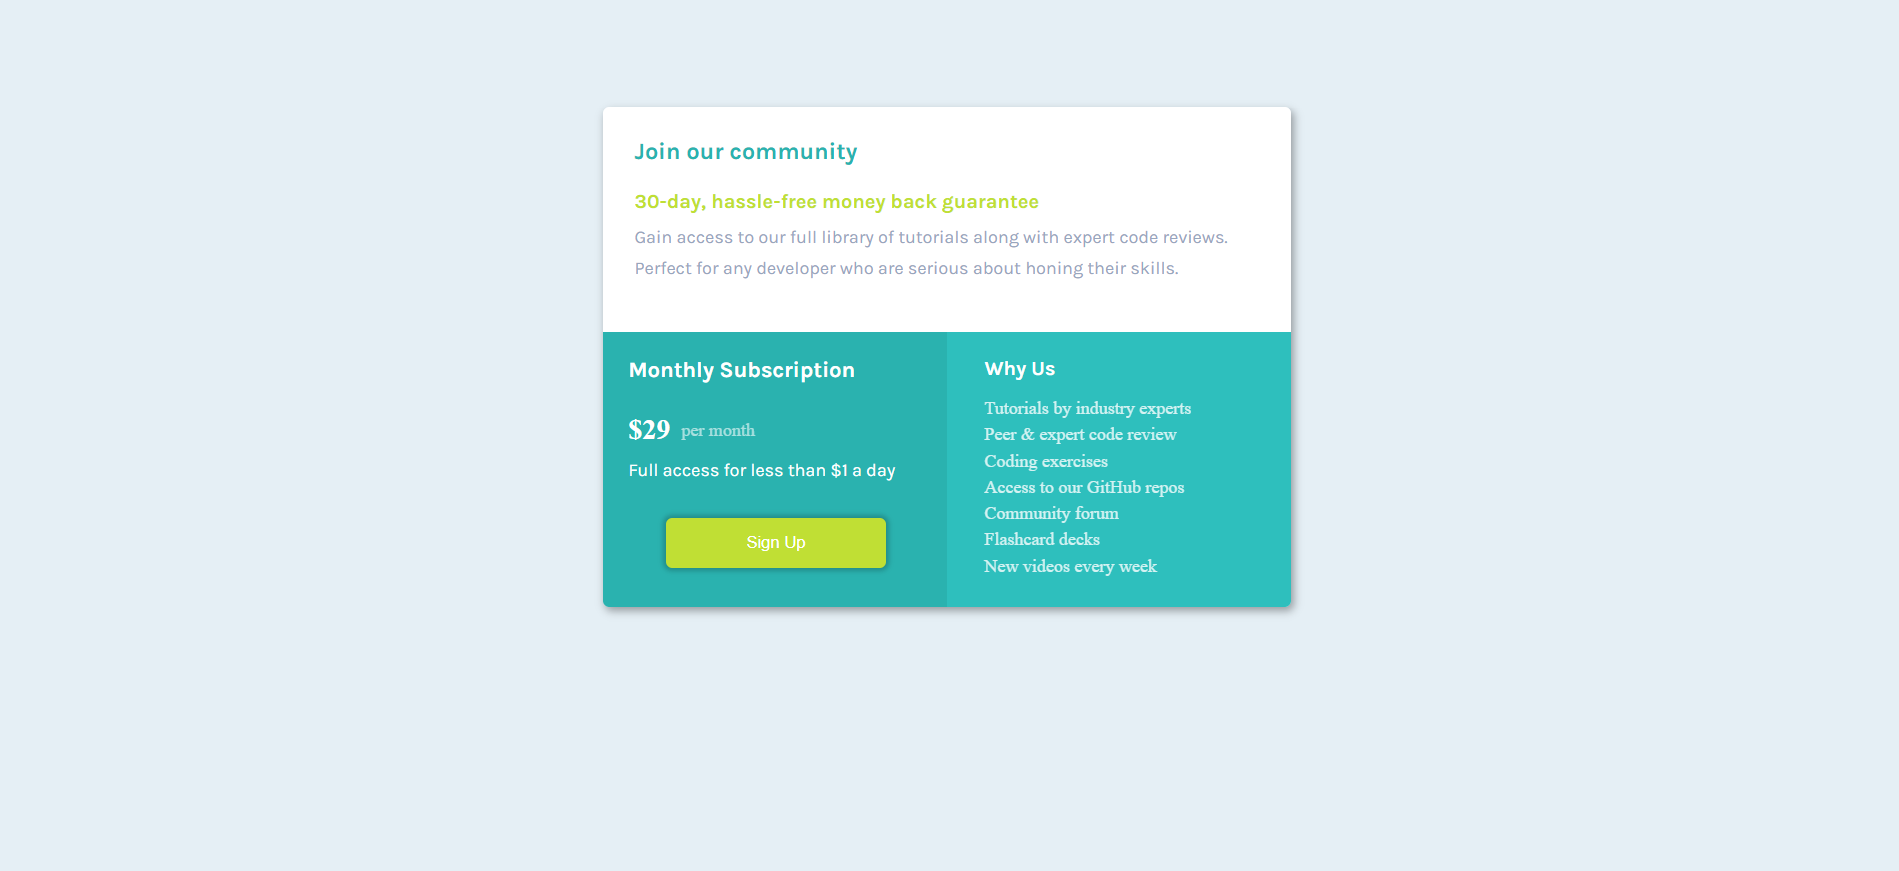 Join our community
30-day, hassle-free money back guarantee
Gain access to our full library of tutorials along with expert code reviews.
Perfect for any developer who are serious about honing their skills.
Monthly Subscription
$29 per month
Full access for less than $1 a day
Sign Up
Why Us
Tutorials by industry experts
Peer & expert code review
Coding exercises
Access to our GitHub repos
Community forum
Flashcard decks
New videos every week